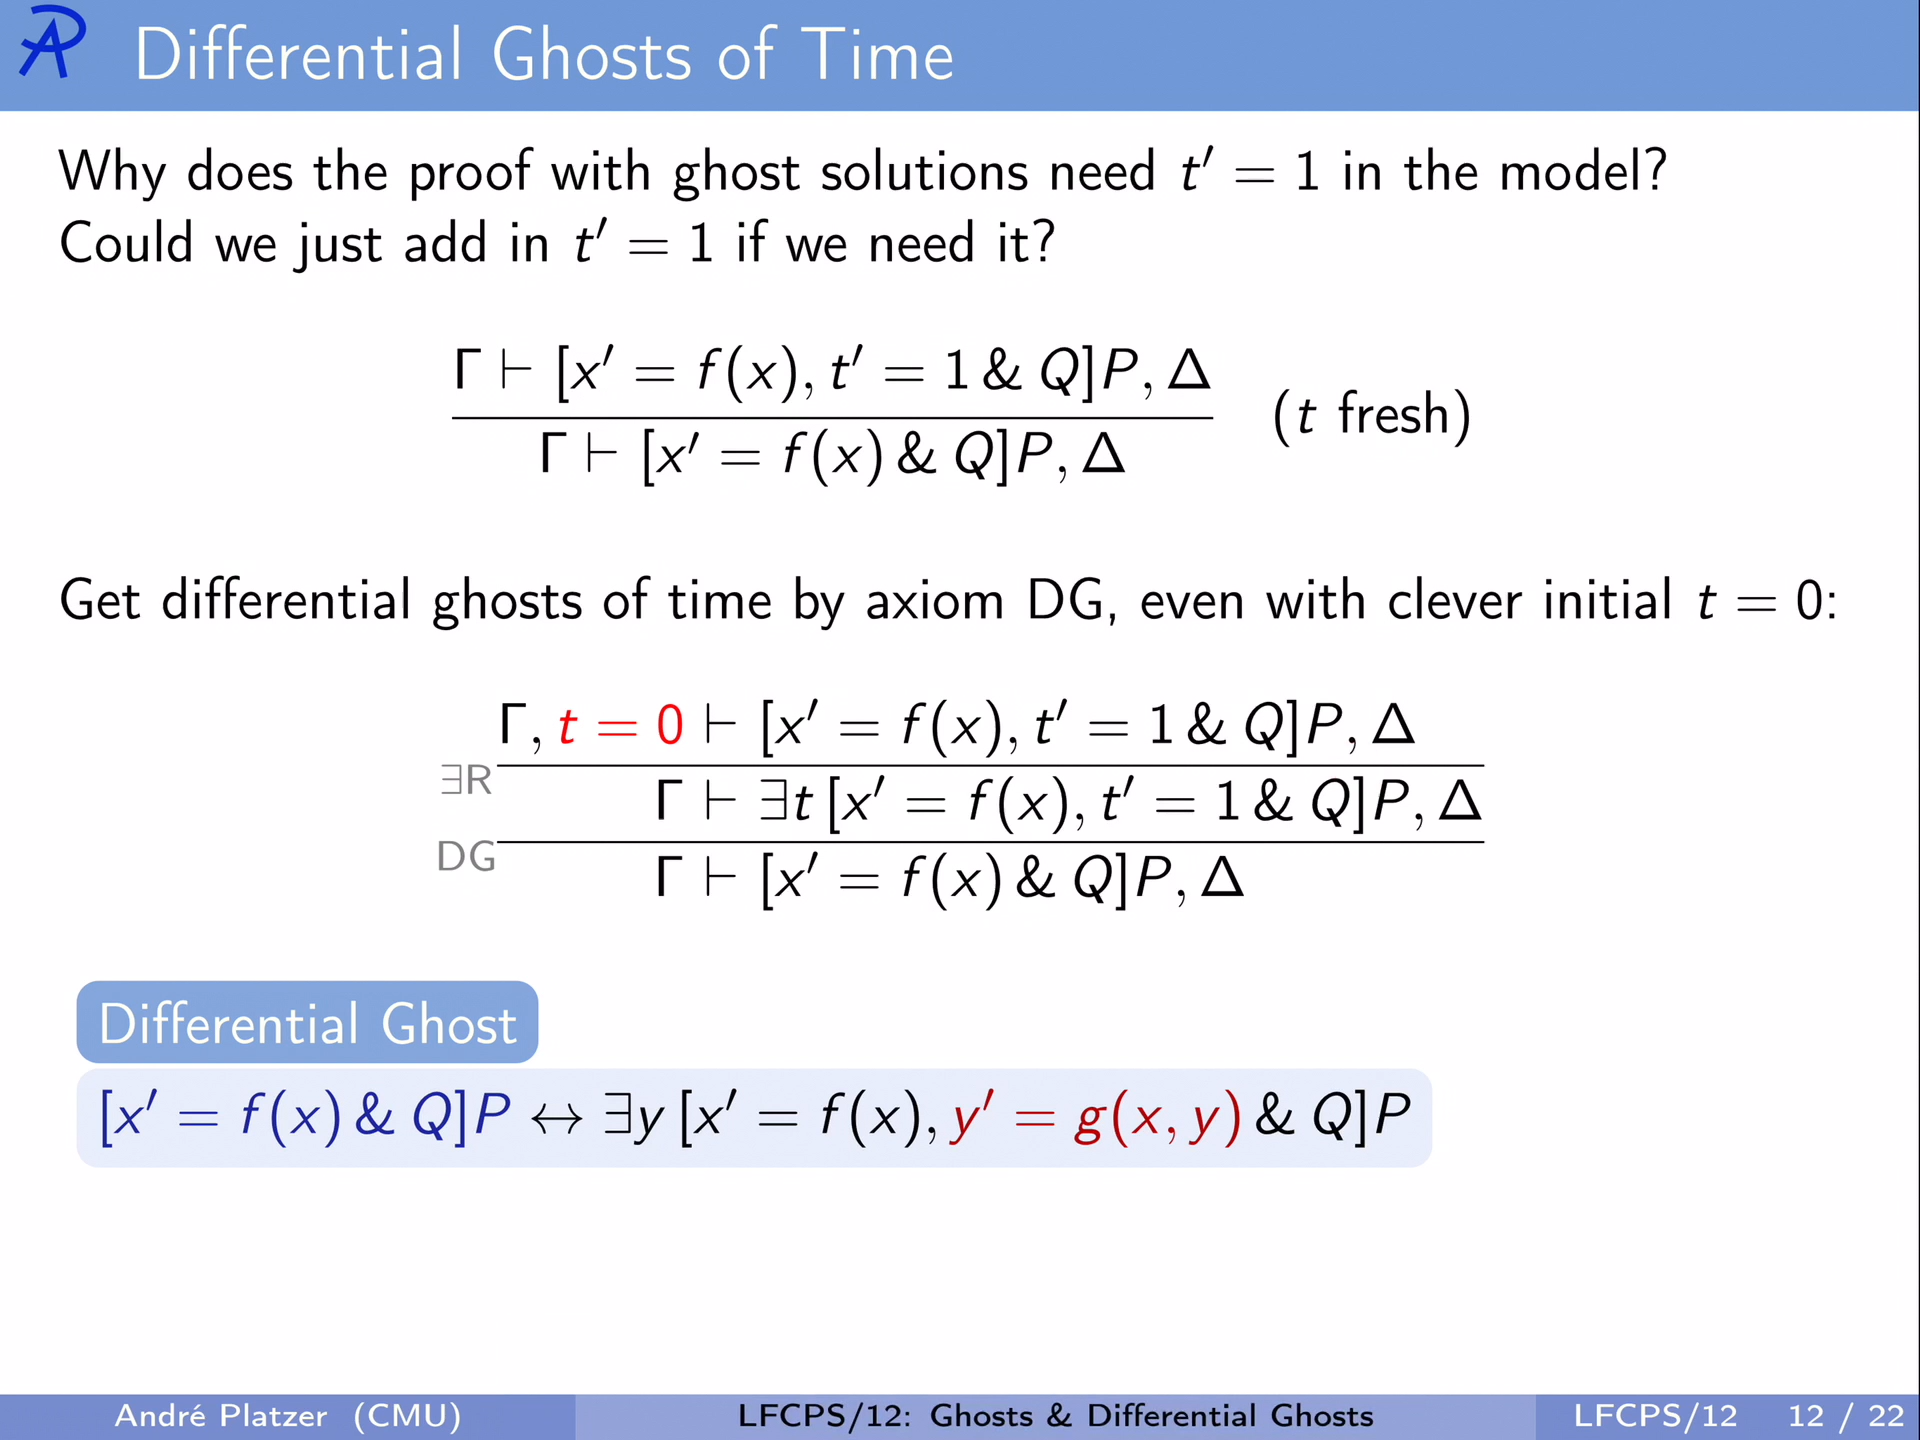 Differential Ghosts of Time
Why does the proof with ghost solutions need t′ = 1 in the model?
Could we just add in t′ = 1 if we need it?
Γ ⊢ [x′ = f(x), t′ = 1 & Q]P, Δ
(t fresh)
Γ ⊢ [x′ = f(x) & Q]P, Δ
Get differential ghosts of time by axiom DG, even with clever initial t = 0:
Γ, t = 0 ⊢ [x′ = f(x), t′ = 1 & Q]P, Δ
∃R
Γ ⊢ ∃t [x′ = f(x), t′ = 1 & Q]P, Δ
DG
Γ ⊢ [x′ = f(x) & Q]P, Δ
Differential Ghost
[x′ = f(x) & Q]P ↔ ∃y [x′ = f(x), y′ = g(x, y) & Q]P
André Platzer (CMU) LFCPS/12: Ghosts & Differential Ghosts LFCPS/12 12 / 22